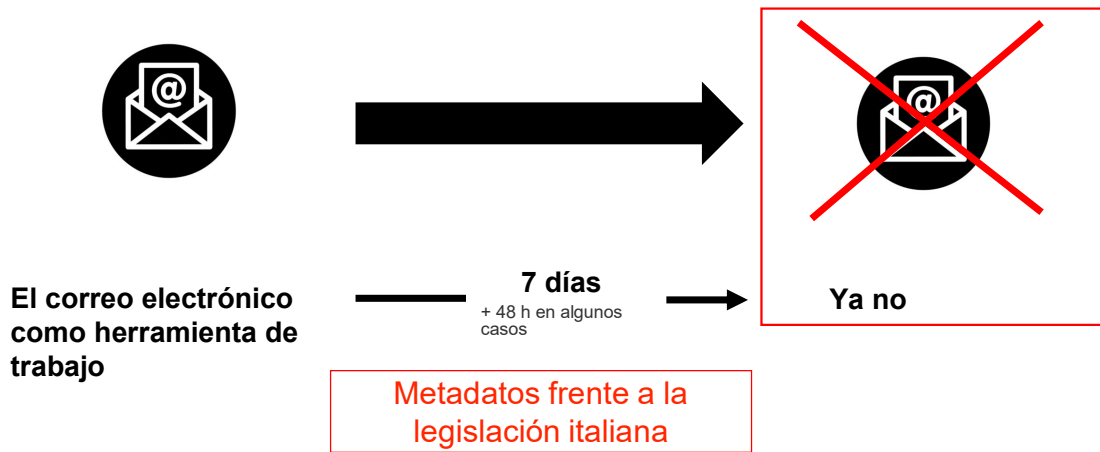 @
@
7 días
+ 48 h en algunos
casos
El correo electrónico
como herramienta de
trabajo
Ya no
Metadatos frente a la
legislación italiana